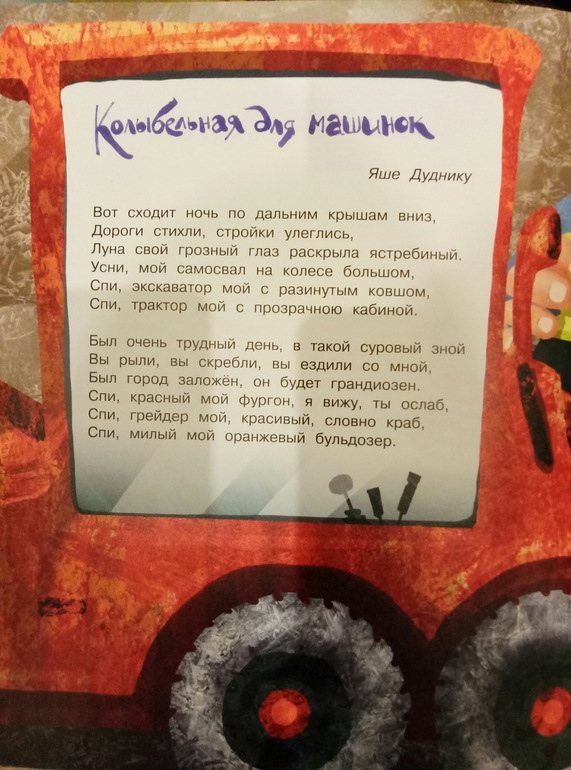 Колыбельная для машинок
Яше Дуднику
Вот сходит ночь по дальним крышам вниз,
Дороги стихли, стройки улеглись,
Луна свой грозный глаз раскрыла ястребиный.
Усни, мой самосвал на колесе большом,
Спи, экскаватор мой с разинутым ковшом,
Спи, трактор мой с прозрачною кабиной.
Был очень трудный день, в такой суровый зной
Вы рыли, вы скребли, вы ездили со мной,
Был город заложён, он будет грандиозен.
Спи, красный мой фургон, я вижу, ты ослаб,
Спи, грейдер мой, красивый, словно краб,
Спи, милый мой оранжевый бульдозер.